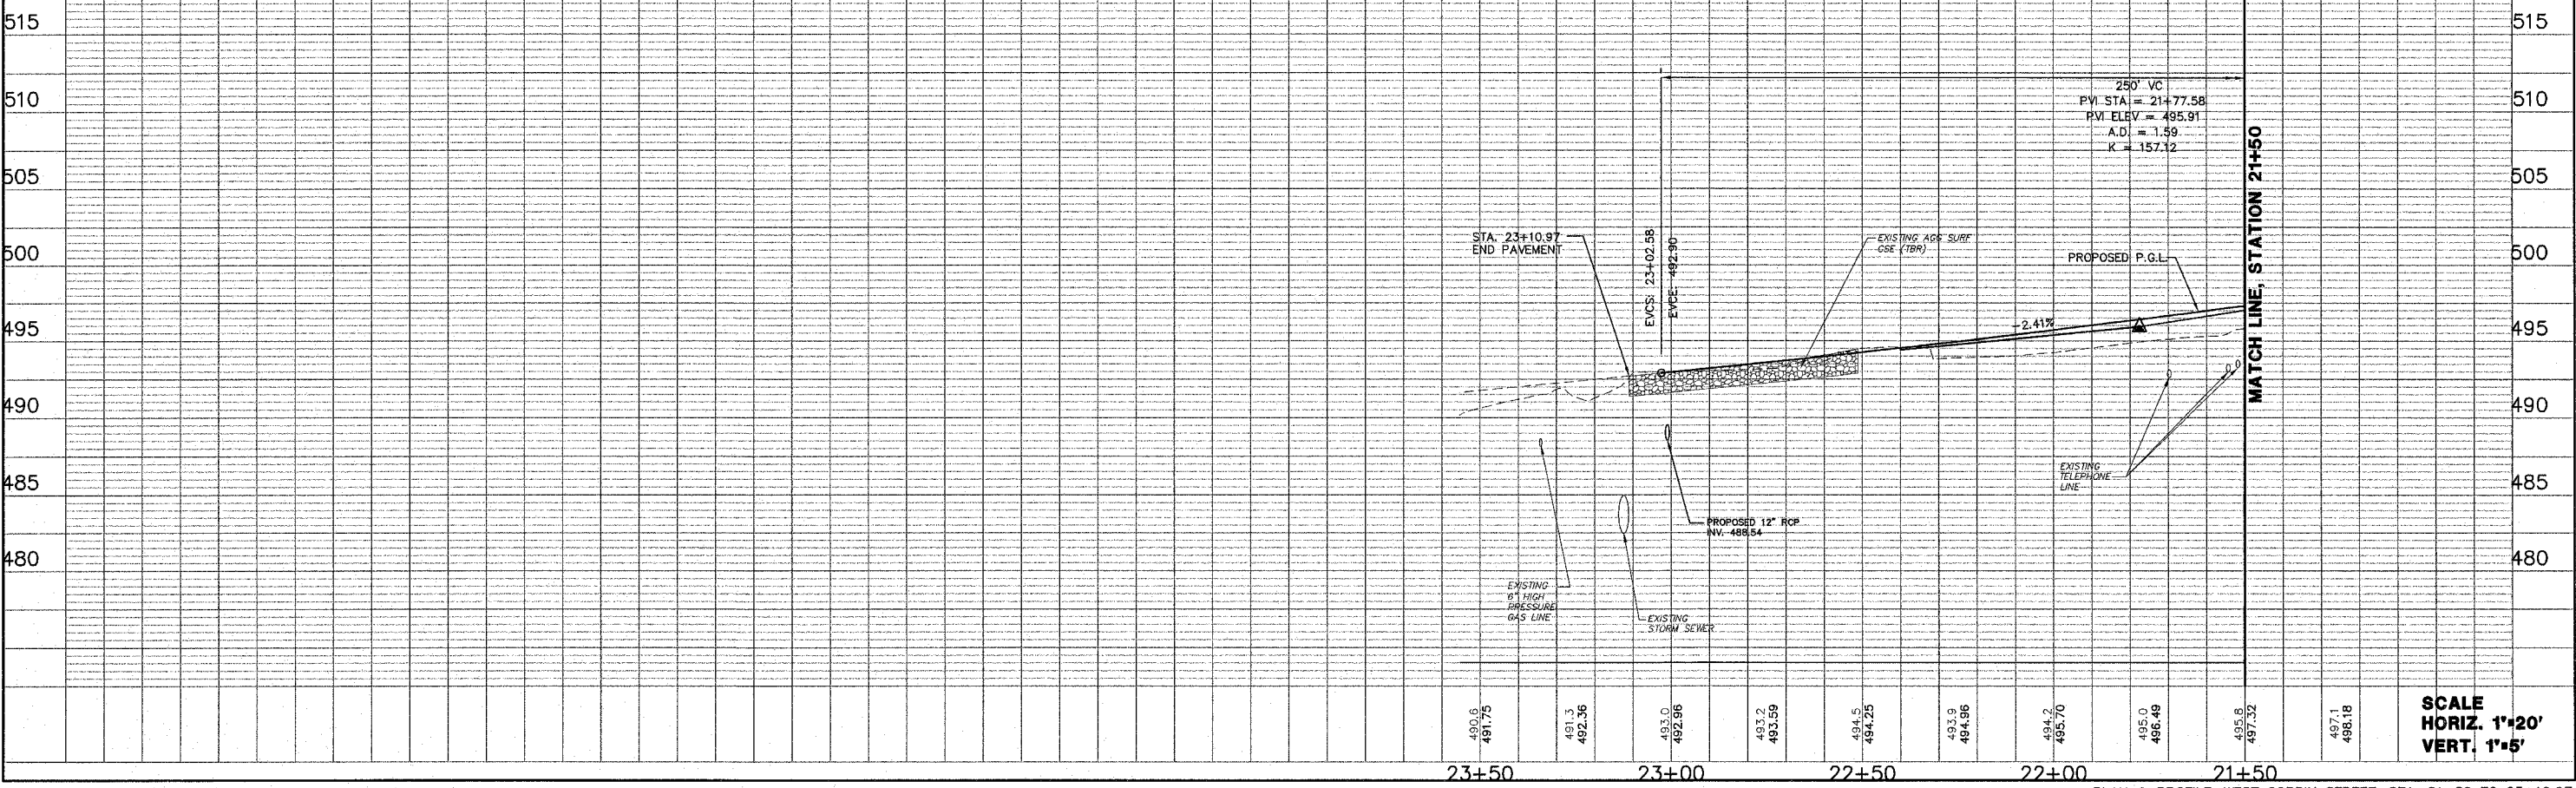 515
515
510
510
505
505
500
500
495
495
490
490
485
485
480
480
250' VC
PVI STA = 21+77.58
PVI ELEV = 495.91
A.D. = 1.59
K = 157.12
MATCH LINE, STATION 21+50
STA. 23+10.97
END PAVEMENT
EVCS: 23+02.58
EVCE: 492.90
EXISTING AGG SURF
CSE (TBR)
PROPOSED P.G.L.
-2.41%
EXISTING
TELEPHONE
LINE
PROPOSED 12" RCP
INV. 488.54
EXISTING
6" HIGH
PRESSURE
GAS LINE
EXISTING
STORM SEWER
490.6
491.75
491.3
492.36
493.0
492.96
493.2
493.59
494.5
494.25
493.9
494.96
494.2
495.70
495.0
496.49
495.8
497.32
497.1
498.18
SCALE
HORIZ. 1"=20'
VERT. 1"=5'
23+50
23+00
22+50
22+00
21+50